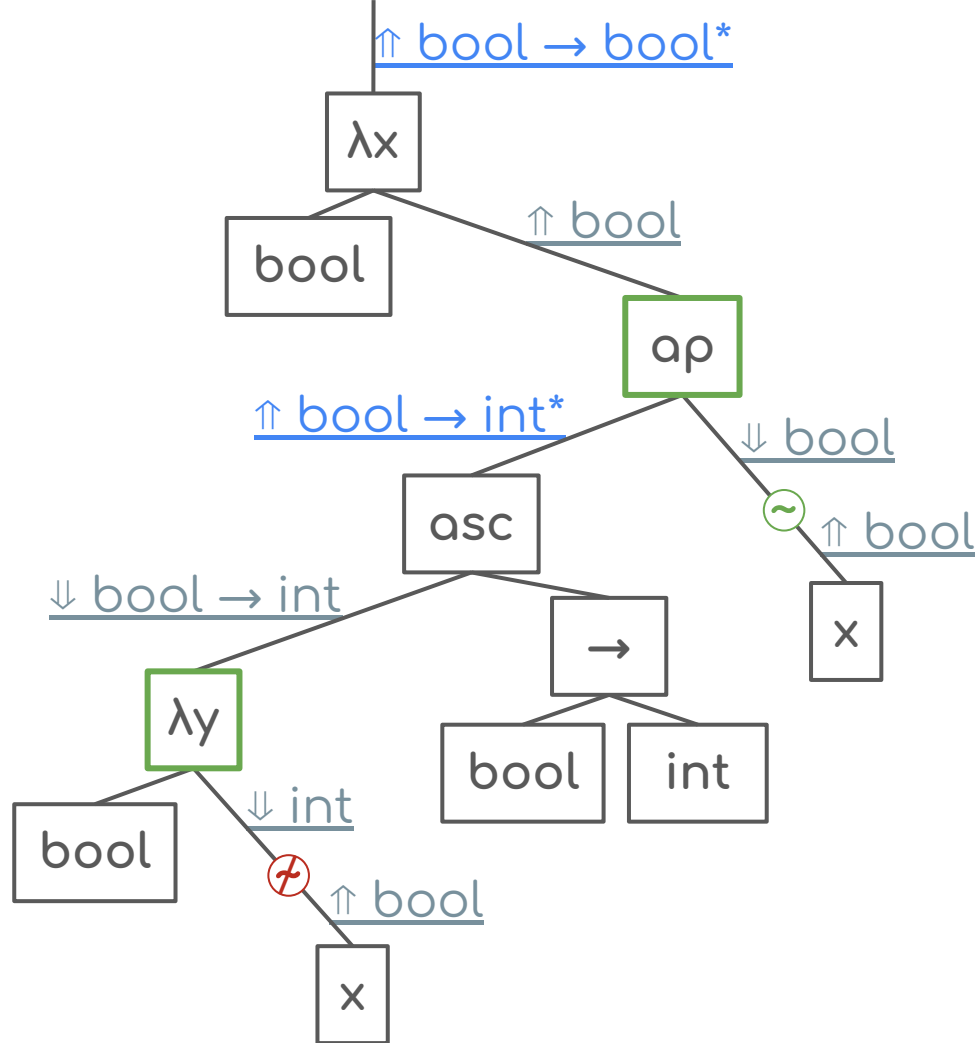 ⇑ bool → bool*
λx
⇑ bool
bool
ap
⇑ bool → int*
⇓ bool
~
asc
⇑ bool
⇓ bool → int
→
x
λy
bool
int
⇓ int
bool
≁
⇑ bool
x